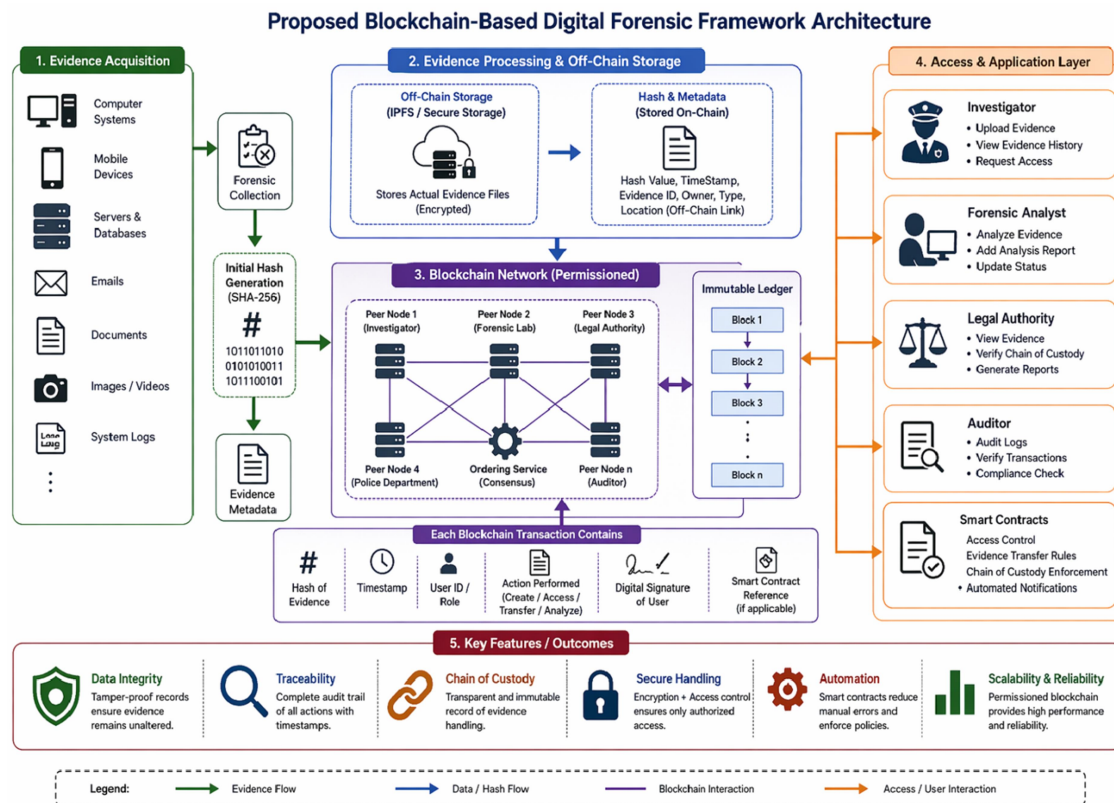 Proposed Blockchain-Based Digital Forensic Framework Architecture
1. Evidence Acquisition
Computer
Systems
Mobile
Devices
Servers &
Databases
Emails
Documents
Images / Videos
System Logs
Forensic
Collection
Initial Hash
Generation
(SHA-256)
#
1011011010
0101010011
1011100101
Evidence
Metadata
2. Evidence Processing & Off-Chain Storage
Off-Chain Storage
(IPFS / Secure Storage)
Stores Actual Evidence Files
(Encrypted)
Hash & Metadata
(Stored On-Chain)
Hash Value, TimeStamp,
Evidence ID, Owner, Type,
Location (Off-Chain Link)
3. Blockchain Network (Permissioned)
Peer Node 1
(Investigator)
Peer Node 2
(Forensic Lab)
Peer Node 3
(Legal Authority)
Peer Node 4
(Police Department)
Ordering Service
(Consensus)
Peer Node n
(Auditor)
Immutable Ledger
Block 1
Block 2
Block 3
Block n
Each Blockchain Transaction Contains
#
Hash of
Evidence
Timestamp
User ID /
Role
Action Performed
(Create / Access /
Transfer / Analyze)
Digital Signature
of User
Smart Contract
Reference
(if applicable)
4. Access & Application Layer
Investigator
• Upload Evidence
• View Evidence History
• Request Access
Forensic Analyst
• Analyze Evidence
• Add Analysis Report
• Update Status
Legal Authority
• View Evidence
• Verify Chain of Custody
• Generate Reports
Auditor
• Audit Logs
• Verify Transactions
• Compliance Check
Smart Contracts
Access Control
Evidence Transfer Rules
Chain of Custody Enforcement
• Automated Notifications
5. Key Features / Outcomes
Data Integrity
Tamper-proof records
ensure evidence
remains unaltered.
Traceability
Complete audit trail
of all actions with
timestamps.
Chain of Custody
Transparent and immutable
record of evidence
handling.
Secure Handling
Encryption + Access control
ensures only authorized
access.
Automation
Smart contracts reduce
manual errors and
enforce policies.
Scalability & Reliability
Permissioned blockchain
provides high performance
and reliability.
Legend:
Evidence Flow
Data / Hash Flow
Blockchain Interaction
Access / User Interaction